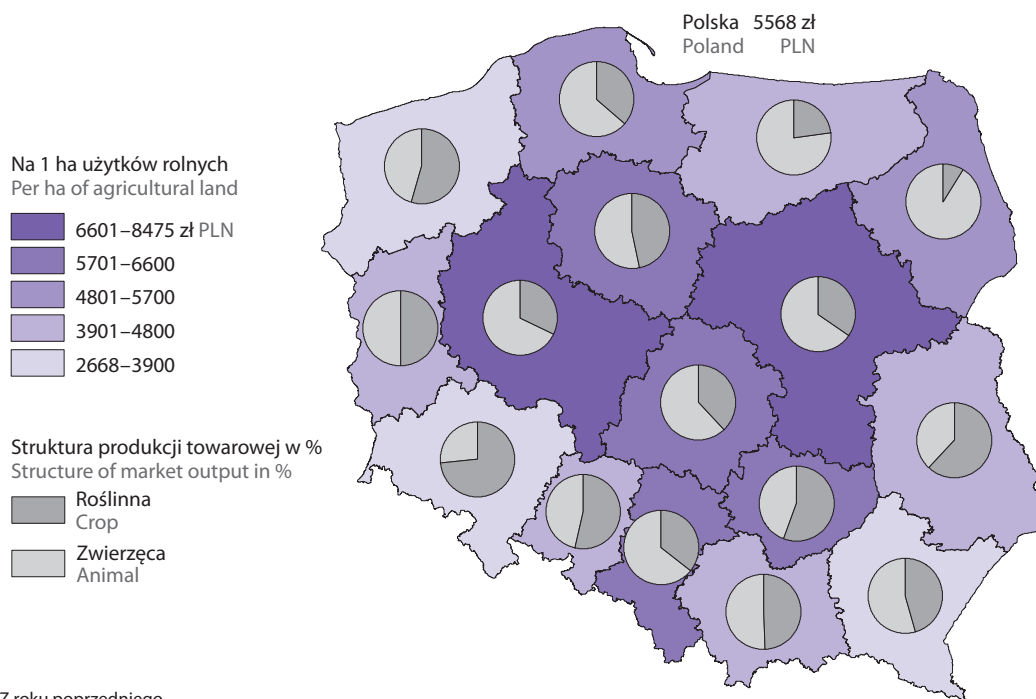 Polska 5568 zł
Poland PLN
Na 1 ha użytków rolnych
Per ha of agricultural land
6601–8475 zł PLN
5701–6600
4801–5700
3901–4800
2668–3900
Struktura produkcji towarowej w %
Structure of market output in %
Roślinna
Crop
Zwierzęca
Animal
Z roku poprzedniego